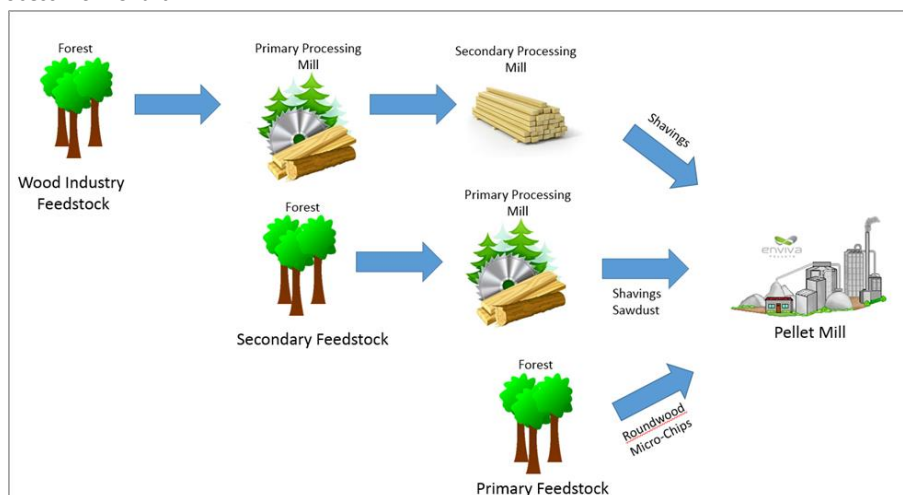 Forest
Primary Processing
Mill
Secondary Processing
Mill
Shavings
Wood Industry
Feedstock
Forest
Primary Processing
Mill
enviva
PELLETS
Shavings
Sawdust
Secondary Feedstock
Pellet Mill
Forest
Roundwood
Micro-Chips
Primary Feedstock